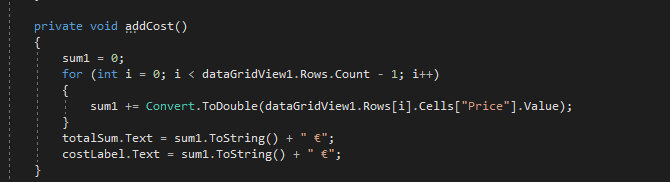 private void addCost()
{
sum1 = 0;
for (int i = 0; i < dataGridView1.Rows.Count - 1; i++)
{
sum1 += Convert.ToDouble(dataGridView1.Rows[i].Cells["Price"].Value);
}
totalSum.Text = sum1.ToString() + " €";
costLabel.Text = sum1.ToString() + " €";
}